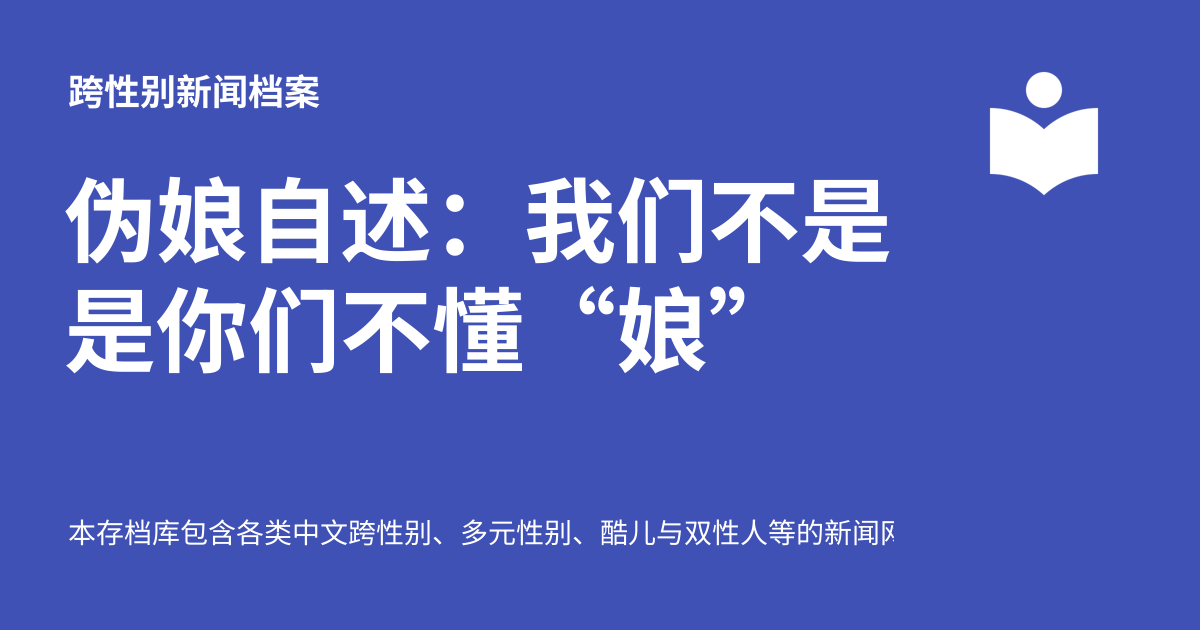 跨性别新闻档案
伪娘自述：我们不是
是你们不懂“娘”
本存档库包含各类中文跨性别、多元性别、酷儿与双性人等的新闻